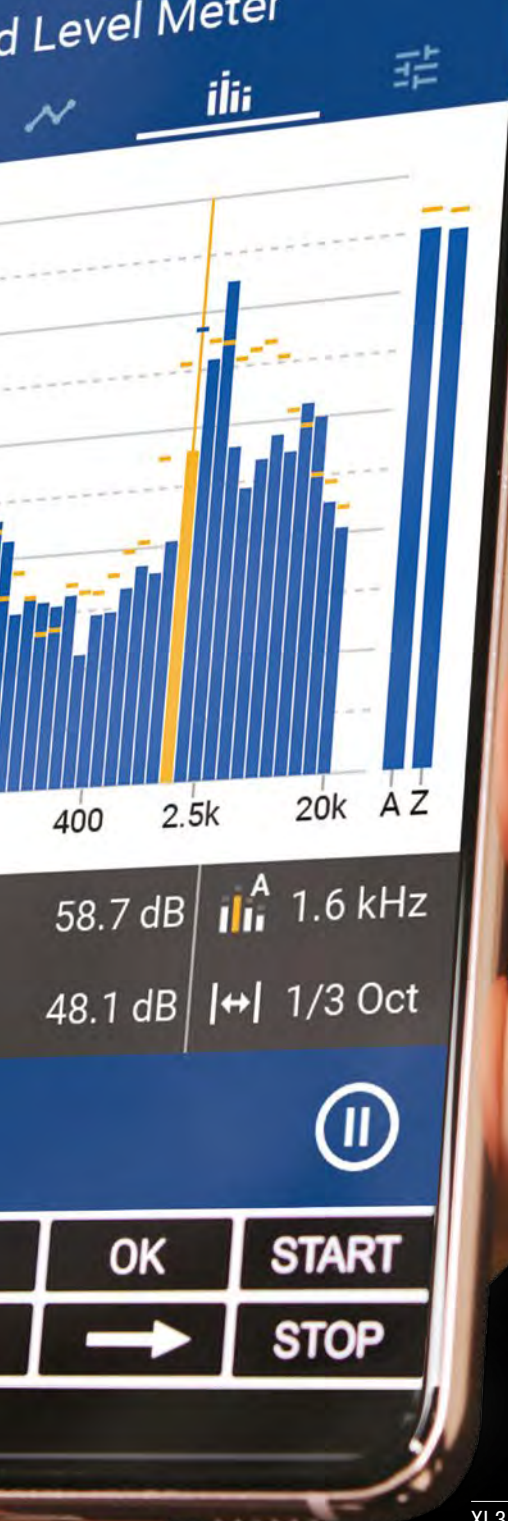 d Level Meter
400 2.5k 20k A Z
58.7 dB A 1.6 kHz
48.1 dB 1/3 Oct
OK START
STOP
XL3